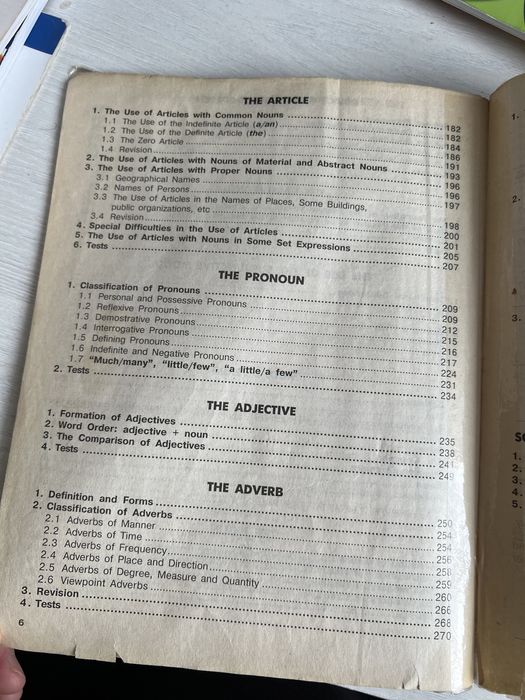 THE ARTICLE
1. The Use of Articles with Common Nouns ... 182
1.1 The Use of the Indefinite Article (a/an) ... 182
1.2 The Use of the Definite Article (the) ... 184
1.3 The Zero Article ... 186
1.4 Revision ... 191
2. The Use of Articles with Nouns of Material and Abstract Nouns ... 193
3. The Use of Articles with Proper Nouns ... 196
3.1 Geographical Names ... 196
3.2 Names of Persons ... 197
3.3 The Use of Articles in the Names of Places, Some Buildings,
public organizations, etc ... 198
3.4 Revision ... 200
4. Special Difficulties in the Use of Articles ... 201
5. The Use of Articles with Nouns in Some Set Expressions ... 205
6. Tests ... 207
THE PRONOUN
1. Classification of Pronouns ... 209
1.1 Personal and Possessive Pronouns ... 209
1.2 Reflexive Pronouns ... 212
1.3 Demostrative Pronouns ... 215
1.4 Interrogative Pronouns ... 216
1.5 Defining Pronouns ... 217
1.6 Indefinite and Negative Pronouns ... 224
1.7 "Much/many", "little/few", "a little/a few" ... 231
2. Tests ... 234
THE ADJECTIVE
1. Formation of Adjectives ... 235
2. Word Order: adjective + noun ... 238
3. The Comparison of Adjectives ... 241
4. Tests ... 249
THE ADVERB
1. Definition and Forms ... 250
2. Classification of Adverbs ... 254
2.1 Adverbs of Manner ... 254
2.2 Adverbs of Time ... 256
2.3 Adverbs of Frequency ... 258
2.4 Adverbs of Place and Direction ... 259
2.5 Adverbs of Degree, Measure and Quantity ... 260
2.6 Viewpoint Adverbs ... 266
3. Revision ... 268
4. Tests ... 270
6
1.
2.
3.
1.
2.
3.
4.
5.